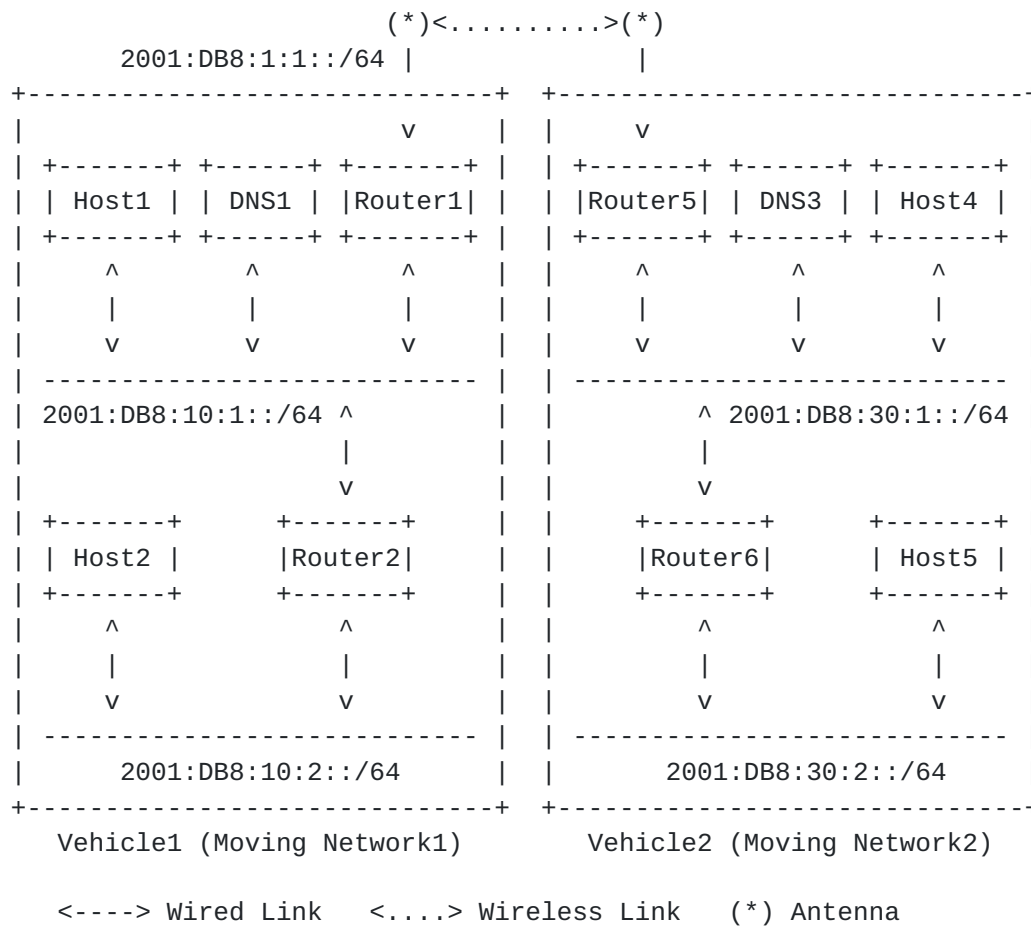 (*)<..........>(*)
2001:DB8:1:1::/64 |              |
+------------------------------+  +------------------------------+
|                        v     |  |     v
| +-------+ +------+ +-------+ |  | +-------+ +------+ +-------+
| | Host1 | | DNS1 | |Router1| |  | |Router5| | DNS3 | | Host4 |
| +-------+ +------+ +-------+ |  | +-------+ +------+ +-------+
|     ^        ^         ^     |  |     ^         ^        ^
|     |        |         |     |  |     |         |        |
|     v        v         v     |  |     v         v        v
| ---------------------------- |  | ----------------------------
| 2001:DB8:10:1::/64 ^         |  |         ^ 2001:DB8:30:1::/64
|                    |         |  |         |
|                    v         |  |         v
| +-------+      +-------+     |  |     +-------+      +-------+
| | Host2 |      |Router2|     |  |     |Router6|      | Host5 |
| +-------+      +-------+     |  |     +-------+      +-------+
|     ^              ^         |  |         ^              ^
|     |              |         |  |         |              |
|     v              v         |  |         v              v
| ---------------------------- |  | ----------------------------
|      2001:DB8:10:2::/64      |  |       2001:DB8:30:2::/64
+------------------------------+  +------------------------------+
Vehicle1 (Moving Network1)        Vehicle2 (Moving Network2)
<----> Wired Link   <....> Wireless Link   (*) Antenna